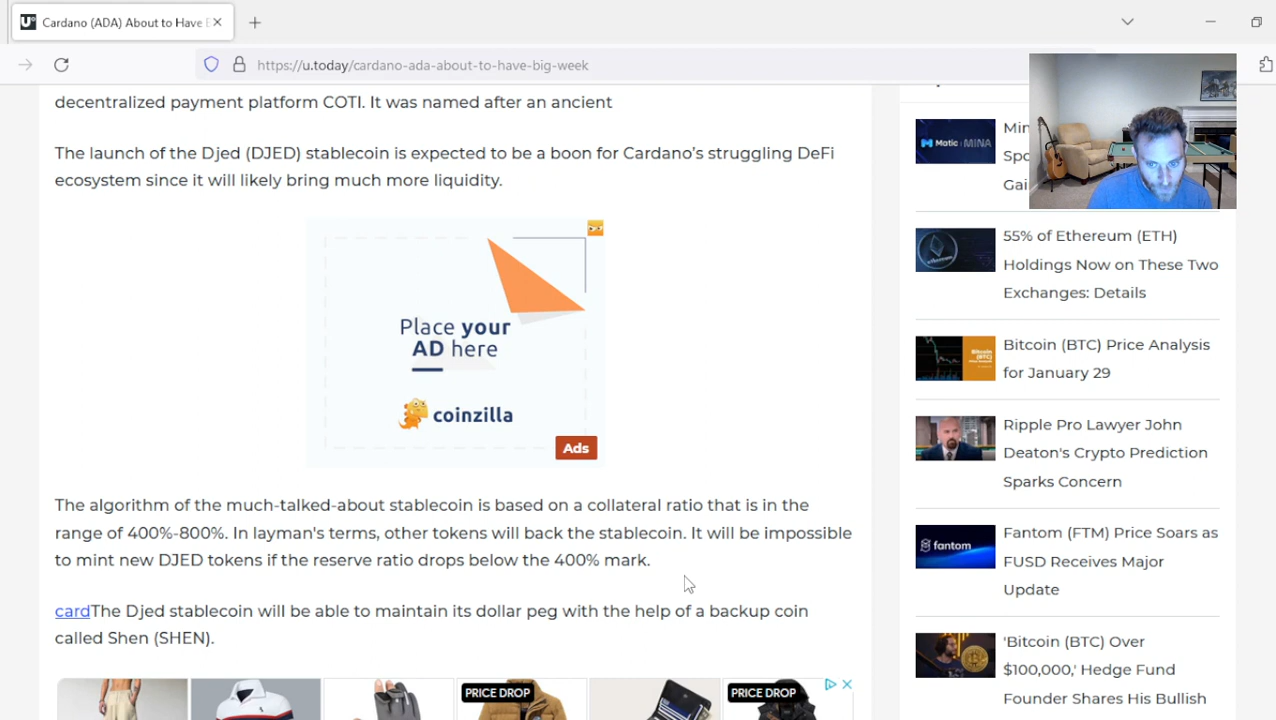 Cardano (ADA) About to Have
https://u.today/cardano-ada-about-to-have-big-week
decentralized payment platform COTI. It was named after an ancient
The launch of the Djed (DJED) stablecoin is expected to be a boon for Cardano's struggling DeFi
ecosystem since it will likely bring much more liquidity.
Place your
AD here
coinzilla
Ads
The algorithm of the much-talked-about stablecoin is based on a collateral ratio that is in the
range of 400%-800%. In layman's terms, other tokens will back the stablecoin. It will be impossible
to mint new DJED tokens if the reserve ratio drops below the 400% mark.
cardThe Djed stablecoin will be able to maintain its dollar peg with the help of a backup coin
called Shen (SHEN).
PRICE DROP
PRICE DROP
Matic MINA
Min
Spo
Gai
55% of Ethereum (ETH)
Holdings Now on These Two
Exchanges: Details
Bitcoin (BTC) Price Analysis
for January 29
Ripple Pro Lawyer John
Deaton's Crypto Prediction
Sparks Concern
fantom
Fantom (FTM) Price Soars as
FUSD Receives Major
Update
'Bitcoin (BTC) Over
$100,000,' Hedge Fund
Founder Shares His Bullish